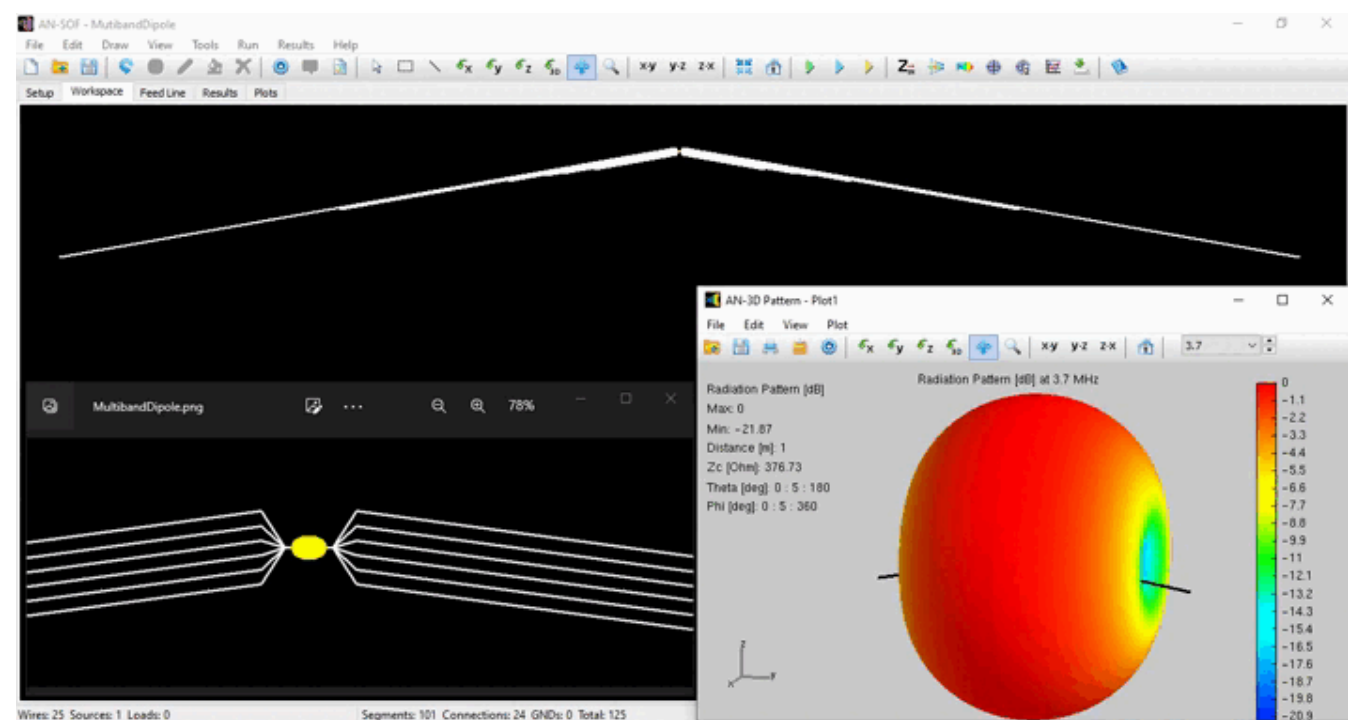 AN-SOF - MutibandDipole
File Edit Draw View Tools Run Results Help
x y z 3D x-y y-z z-x Z
Setup Workspace Feed Line Results Plots
AN-3D Pattern - Plot1
File Edit View Plot
x y z 3D x-y y-z z-x 3.7
Radiation Pattern [dB] at 3.7 MHz
Radiation Pattern [dB]
Max: 0
Min: -21.87
Distance [m]: 1
Zc [Ohm]: 376.73
Theta [deg]: 0 : 5 : 180
Phi [deg]: 0 : 5 : 360
0
-1.1
-2.2
-3.3
-4.4
-5.5
-6.6
-7.7
-8.8
-9.9
-11
-12.1
-13.2
-14.3
-15.4
-16.5
-17.6
-18.7
-19.8
-20.9
z
x y
MultibandDipole.png ... 78%
Wires: 25 Sources: 1 Loads: 0 Segments: 101 Connections: 24 GNDs: 0 Total: 125